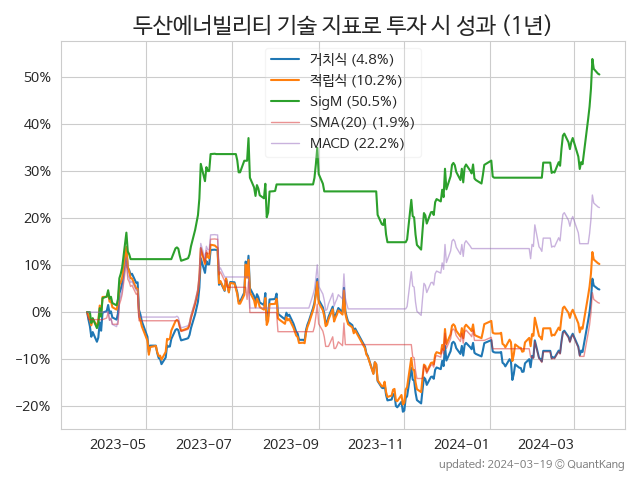 두산에너빌리티 기술 지표로 투자 시 성과 (1년)
거치식 (4.8%)
적립식 (10.2%)
SigM (50.5%)
SMA(20) (1.9%)
MACD (22.2%)
50%
40%
30%
20%
10%
0%
−10%
−20%
2023-05 2023-07 2023-09 2023-11 2024-01 2024-03
updated: 2024-03-19 © QuantKang